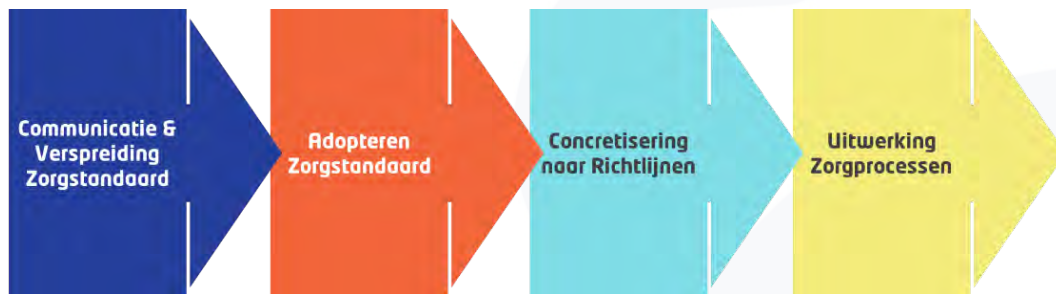 Communicatie &
Verspreiding
Zorgstandaard
Adopteren
Zorgstandaard
Concretisering
naar Richtlijnen
Uitwerking
Zorgprocessen